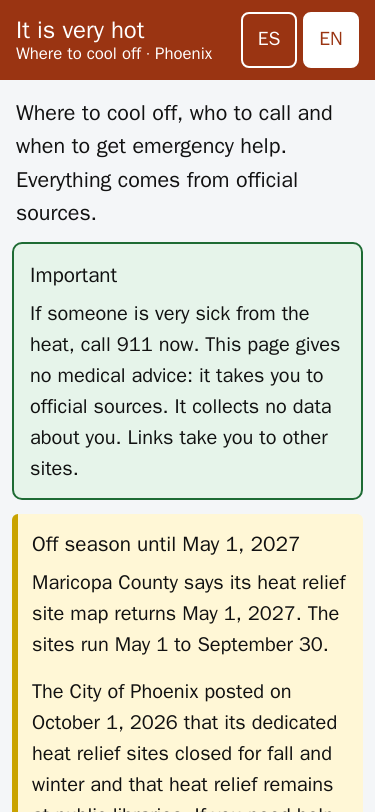 It is very hot
Where to cool off · Phoenix
ES
EN
Where to cool off, who to call and
when to get emergency help.
Everything comes from official
sources.
Important
If someone is very sick from the
heat, call 911 now. This page gives
no medical advice: it takes you to
official sources. It collects no data
about you. Links take you to other
sites.
Off season until May 1, 2027
Maricopa County says its heat relief
site map returns May 1, 2027. The
sites run May 1 to September 30.
The City of Phoenix posted on
October 1, 2026 that its dedicated
heat relief sites closed for fall and
winter and that heat relief remains